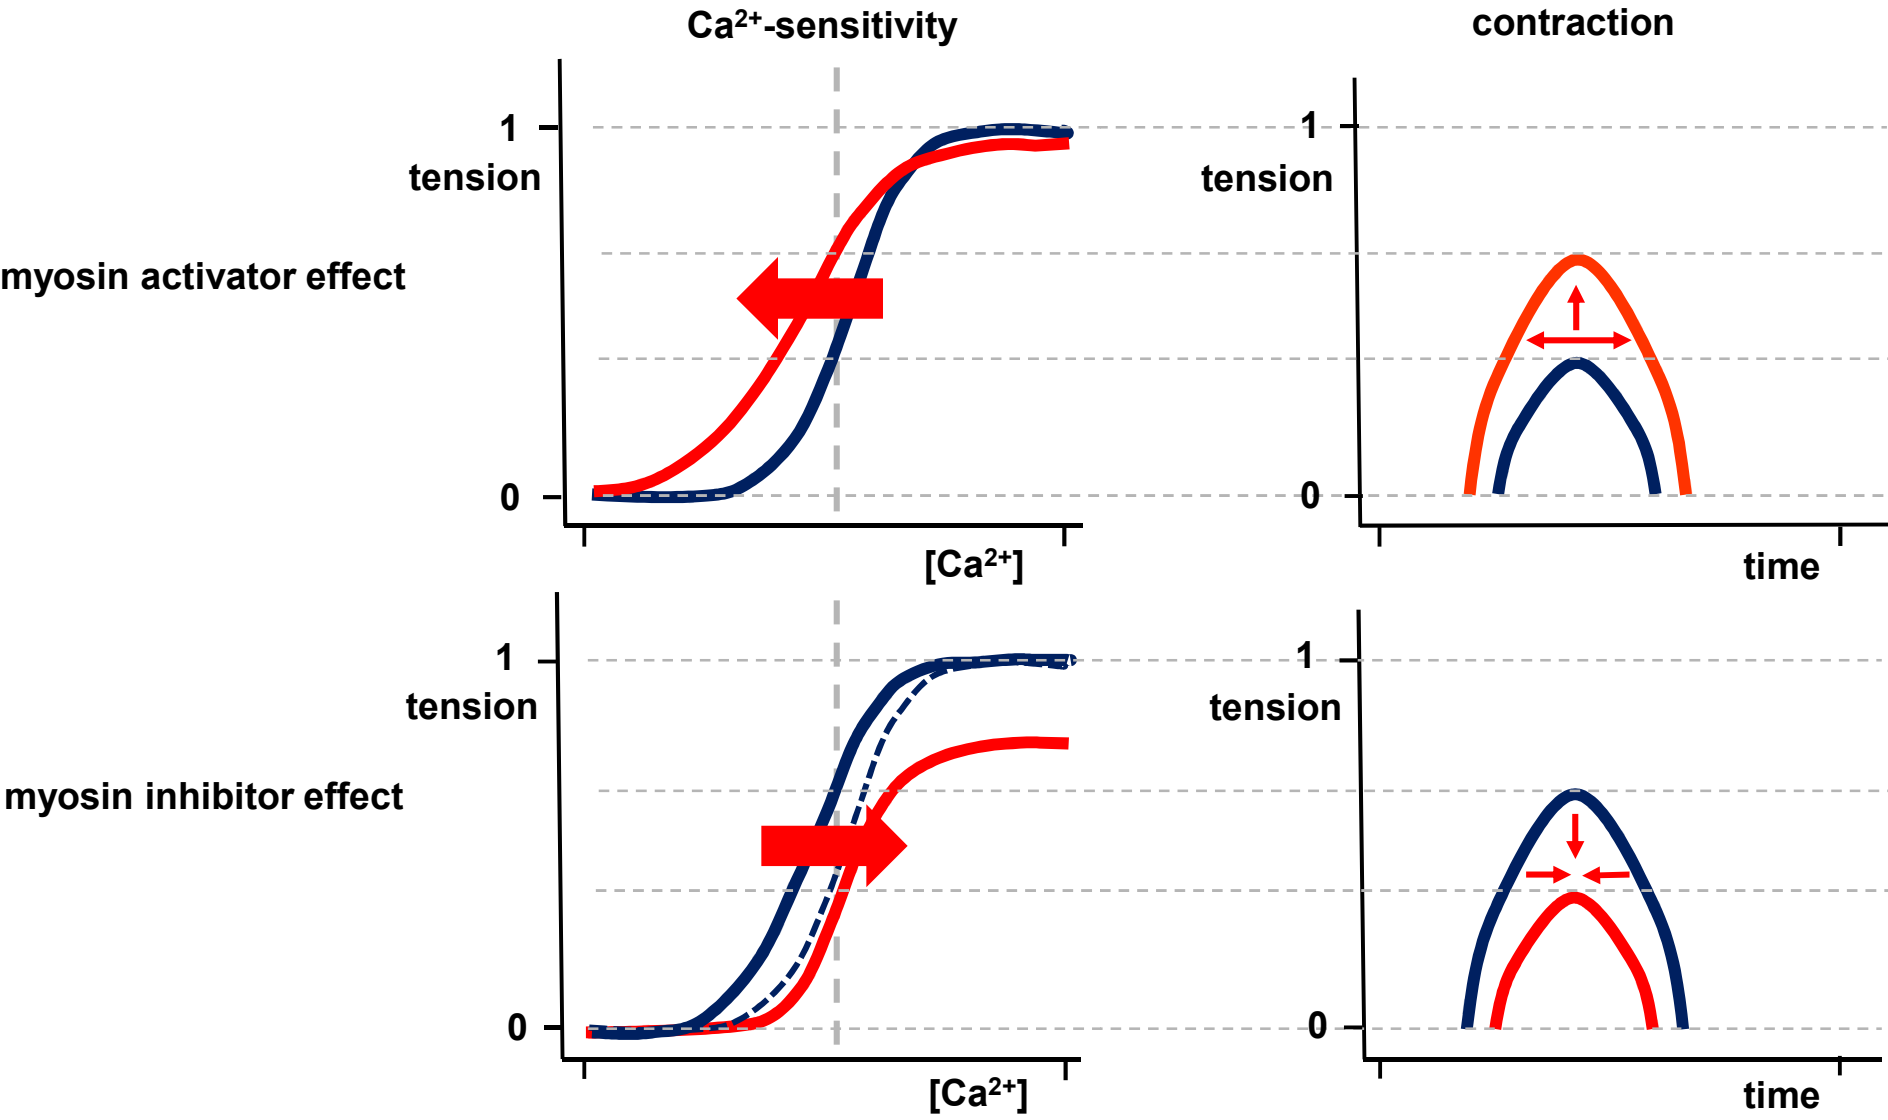 Ca²⁺-sensitivity
contraction
1
tension
1
tension
myosin activator effect
0
0
[Ca²⁺]
time
1
tension
1
tension
myosin inhibitor effect
0
0
[Ca²⁺]
time